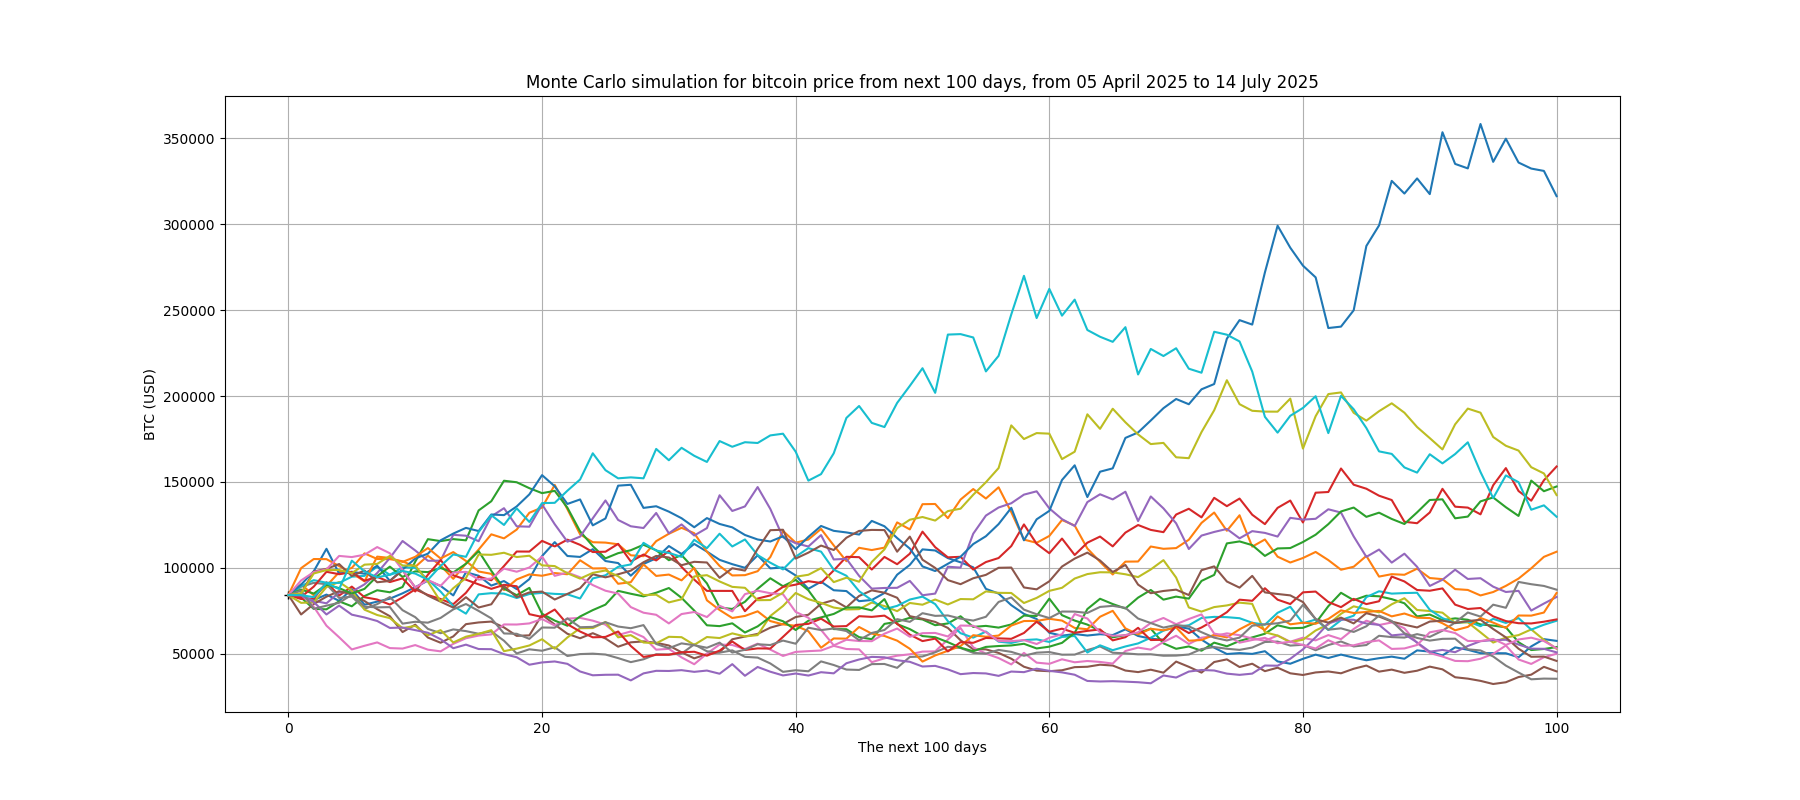 Monte Carlo simulation for bitcoin price from next 100 days, from 05 April 2025 to 14 July 2025
350000
300000
250000
200000
150000
100000
50000
BTC (USD)
0 20 40 60 80 100
The next 100 days